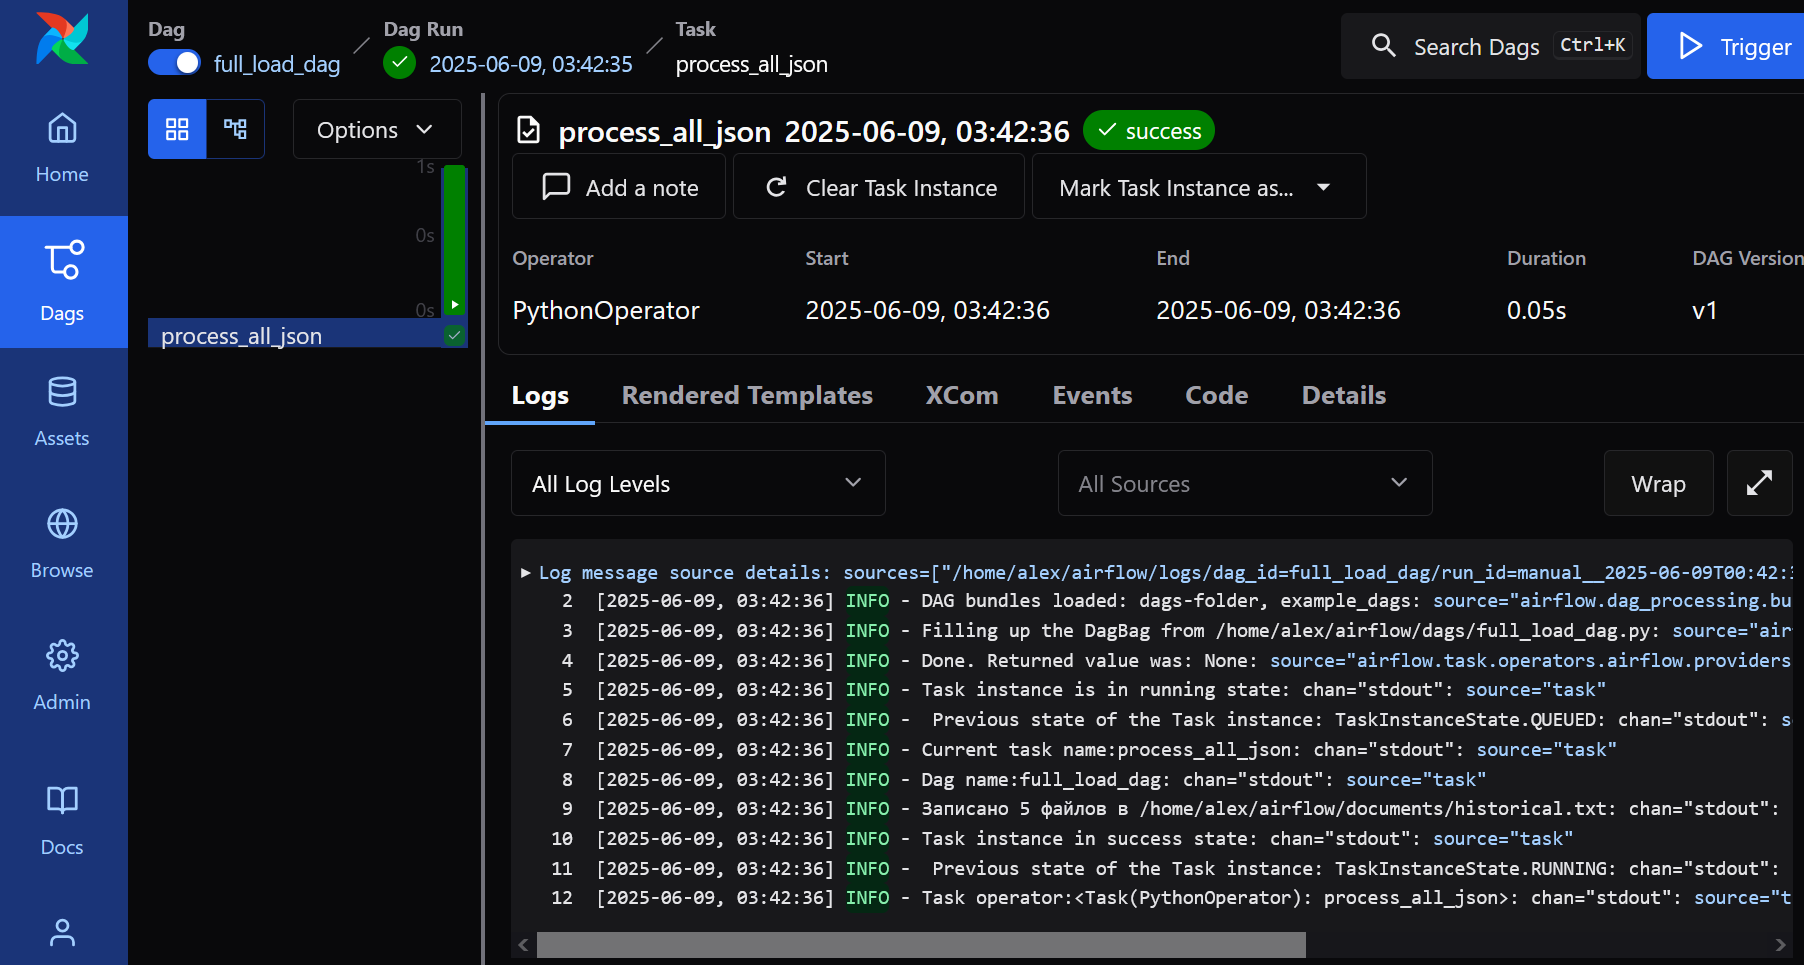 Dag
full_load_dag
Dag Run
2025-06-09, 03:42:35
Task
process_all_json
Search Dags Ctrl+K
Trigger
Home
Dags
Assets
Browse
Admin
Docs
Options
1s
0s
0s
process_all_json
process_all_json 2025-06-09, 03:42:36 success
Add a note
Clear Task Instance
Mark Task Instance as...
Operator Start End Duration DAG Version
PythonOperator 2025-06-09, 03:42:36 2025-06-09, 03:42:36 0.05s v1
Logs Rendered Templates XCom Events Code Details
All Log Levels
All Sources
Wrap
Log message source details: sources=["/home/alex/airflow/logs/dag_id=full_load_dag/run_id=manual__2025-06-09T00:42:3
2 [2025-06-09, 03:42:36] INFO - DAG bundles loaded: dags-folder, example_dags: source="airflow.dag_processing.bu
3 [2025-06-09, 03:42:36] INFO - Filling up the DagBag from /home/alex/airflow/dags/full_load_dag.py: source="air
4 [2025-06-09, 03:42:36] INFO - Done. Returned value was: None: source="airflow.task.operators.airflow.providers
5 [2025-06-09, 03:42:36] INFO - Task instance is in running state: chan="stdout": source="task"
6 [2025-06-09, 03:42:36] INFO -  Previous state of the Task instance: TaskInstanceState.QUEUED: chan="stdout": s
7 [2025-06-09, 03:42:36] INFO - Current task name:process_all_json: chan="stdout": source="task"
8 [2025-06-09, 03:42:36] INFO - Dag name:full_load_dag: chan="stdout": source="task"
9 [2025-06-09, 03:42:36] INFO - Записано 5 файлов в /home/alex/airflow/documents/historical.txt: chan="stdout":
10 [2025-06-09, 03:42:36] INFO - Task instance in success state: chan="stdout": source="task"
11 [2025-06-09, 03:42:36] INFO -  Previous state of the Task instance: TaskInstanceState.RUNNING: chan="stdout":
12 [2025-06-09, 03:42:36] INFO - Task operator:<Task(PythonOperator): process_all_json>: chan="stdout": source="t